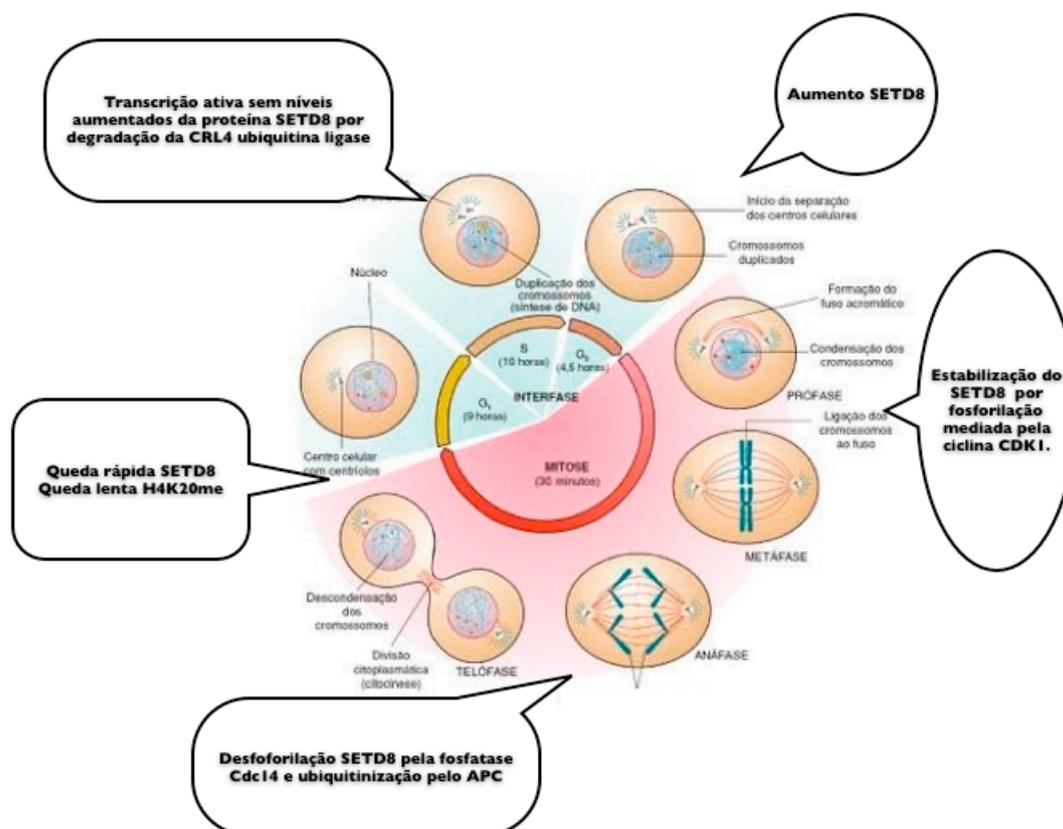 Transcrição ativa sem níveis
aumentados da proteína SETD8 por
degradação da CRL4 ubiquitina ligase
Aumento SETD8
Início da separação
dos centros celulares
Cromossomos
duplicados
Núcleo
Duplicação dos
cromossomos
(síntese de DNA)
Formação do
fuso acromático
Condensação dos
cromossomos
PRÓFASE
S
(10 horas)
G₂
(4,5 horas)
INTERFASE
G₁
(9 horas)
Estabilização do
SETD8 por
fosforilação
mediada pela
ciclina CDK1.
Ligação dos
cromossomos
ao fuso
Centro celular
com centríolos
MITOSE
(30 minutos)
Queda rápida SETD8
Queda lenta H4K20me
METÁFASE
Descondensação
dos
cromossomos
ANÁFASE
Divisão
citoplasmática
(citocinese)
TELÓFASE
Desfoforilação SETD8 pela fosfatase
Cdc14 e ubiquitinização pelo APC